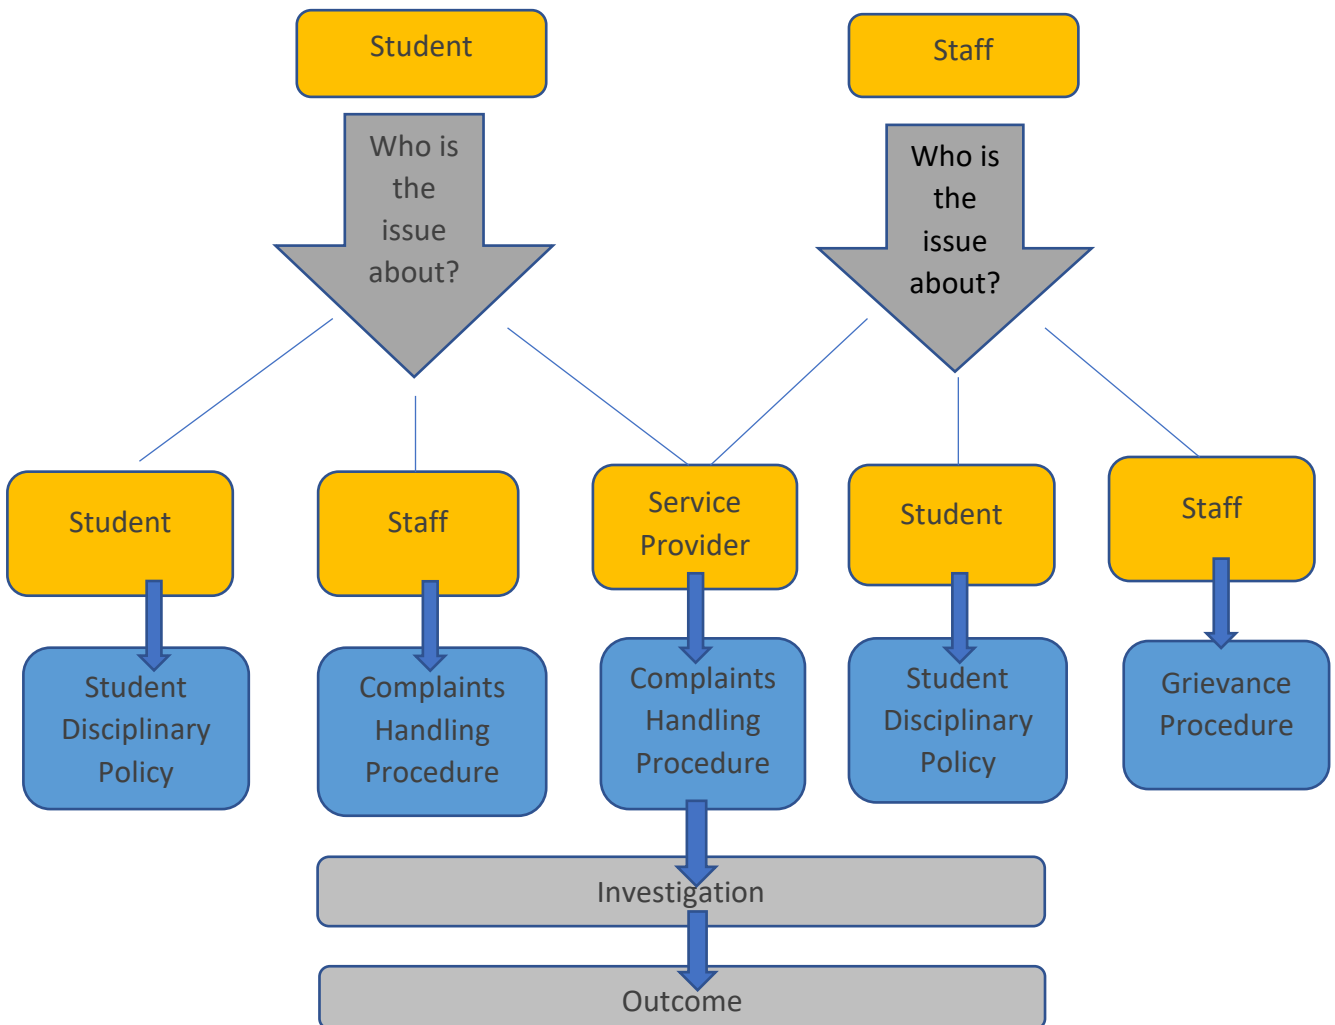 Student
Staff
Who is
the
issue
about?
Who is
the
issue
about?
Student
Staff
Service
Provider
Student
Staff
Student
Disciplinary
Policy
Complaints
Handling
Procedure
Complaints
Handling
Procedure
Student
Disciplinary
Policy
Grievance
Procedure
Investigation
Outcome